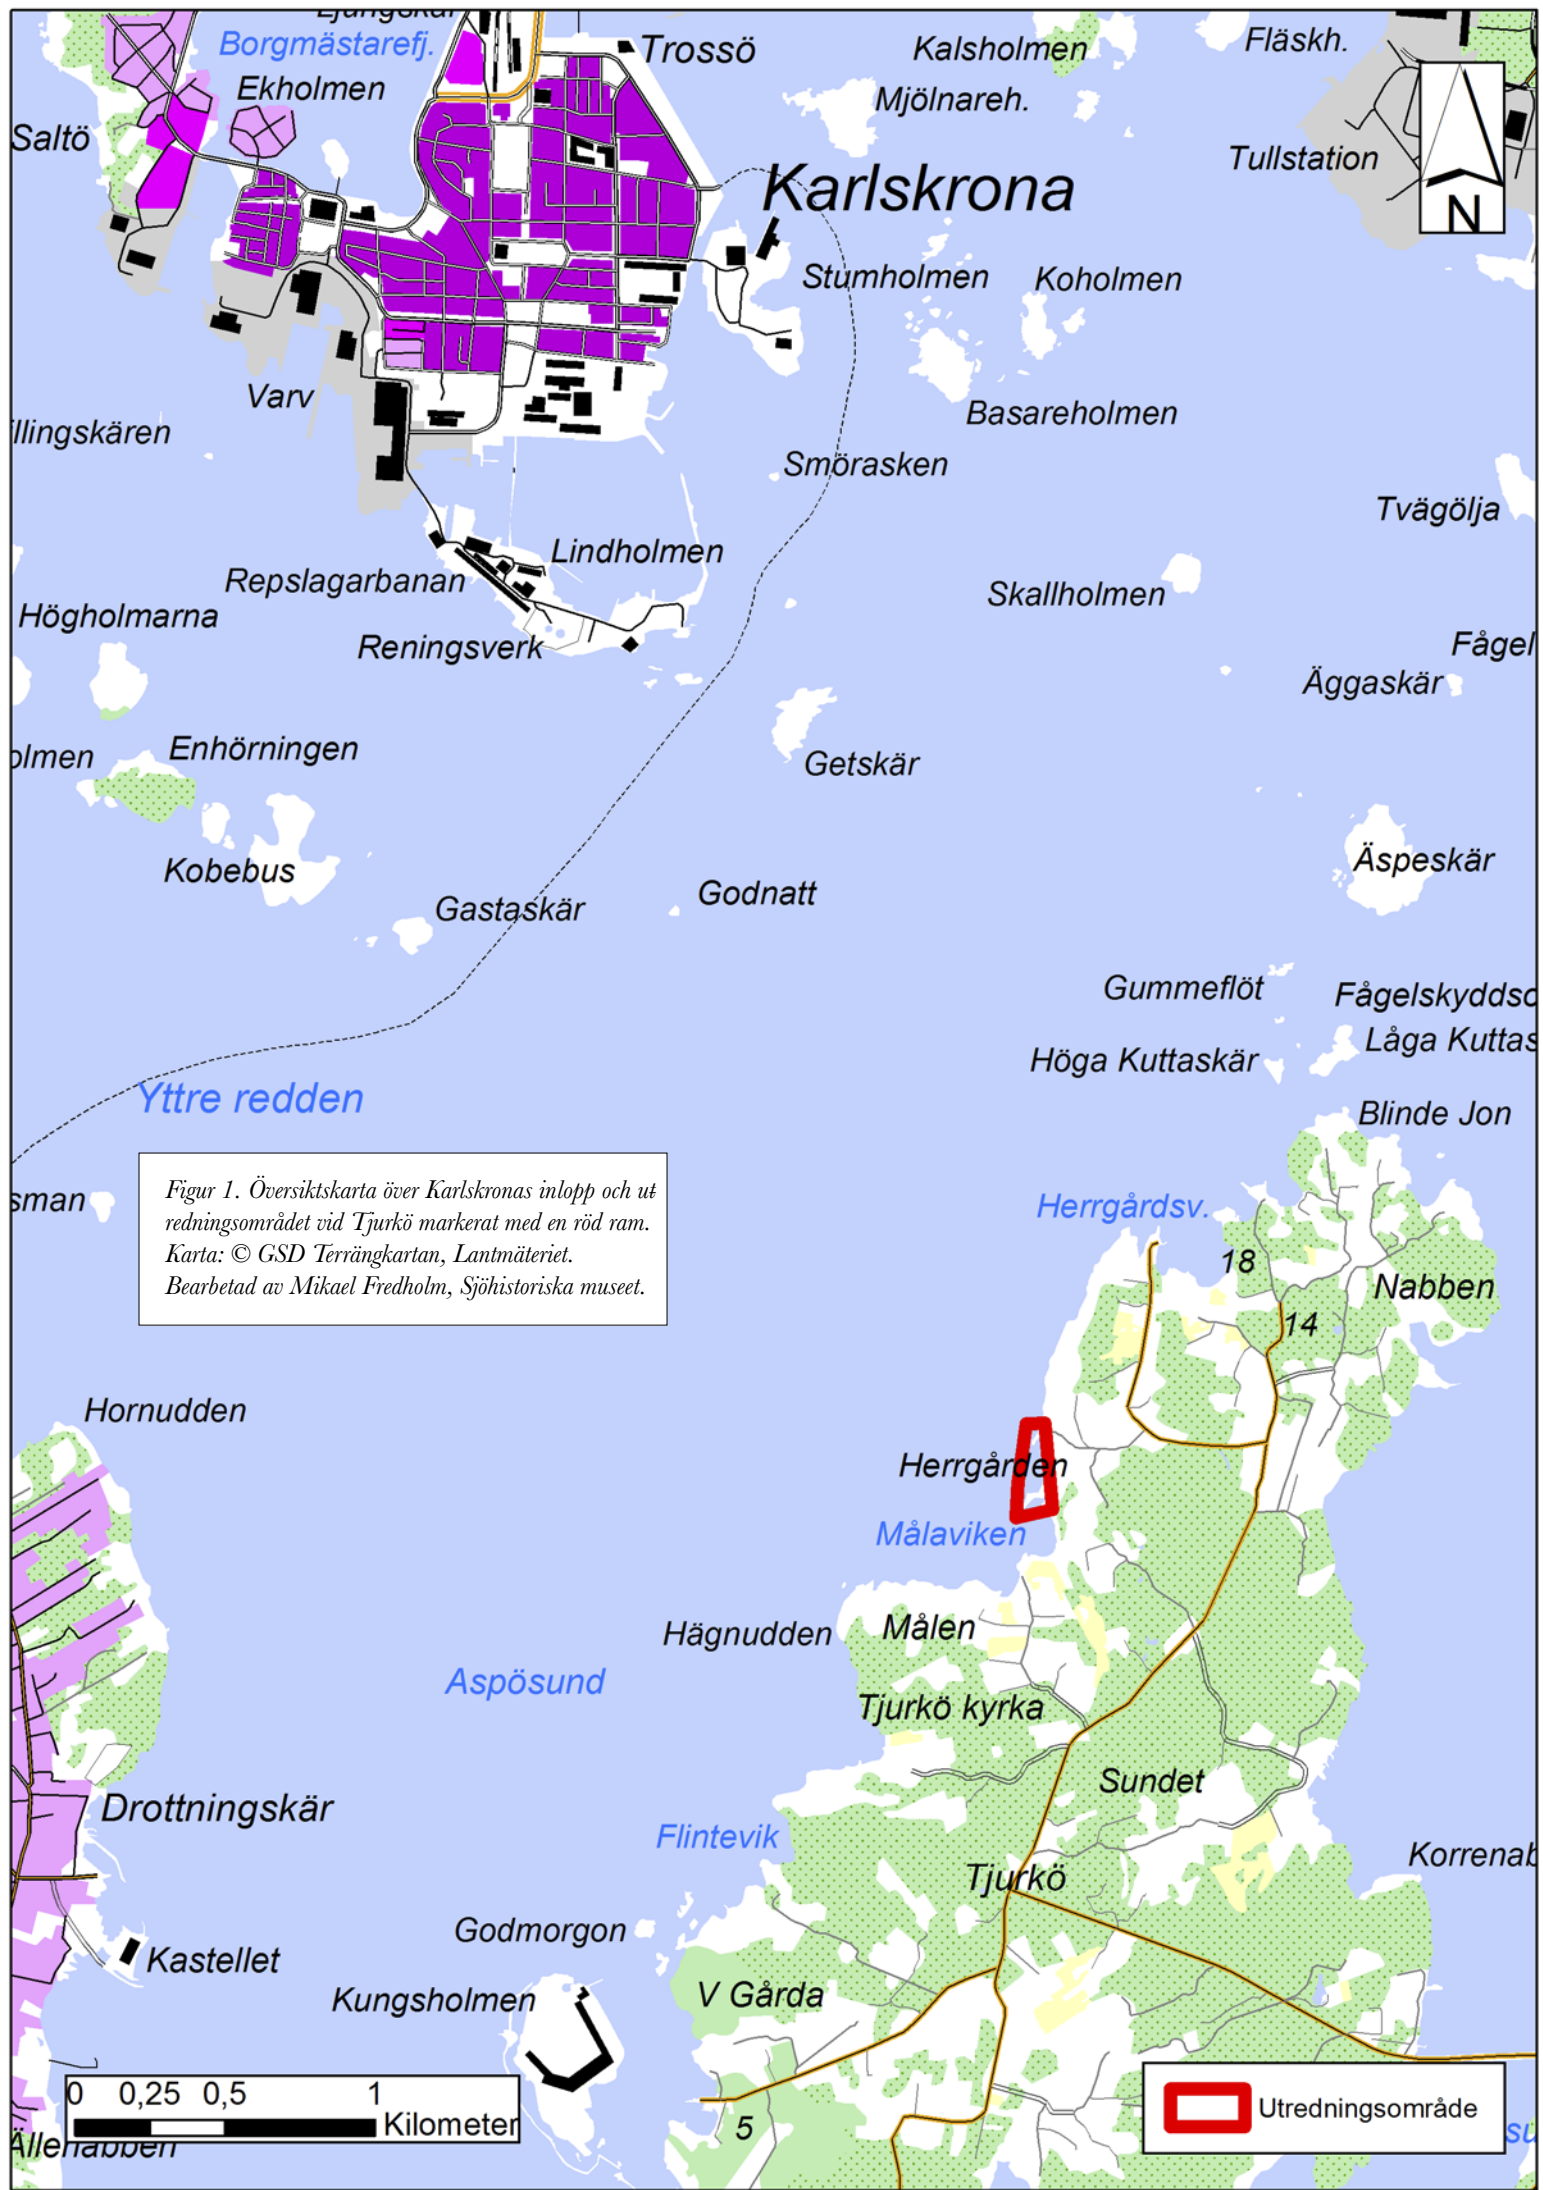 Borgmästarefj.
Trossö
Kalsholmen
Fläskh.
Ekholmen
Mjölnareh.
Saltö
Tullstation
Karlskrona
N
Stumholmen
Koholmen
Varv
Basareholmen
illingskären
Smörasken
Tvägölja
Lindholmen
Repslagarbanan
Skallholmen
Högholmarna
Reningsverk
Fågel
Äggaskär
Enhörningen
olmen
Getskär
Kobebus
Äspeskär
Godnatt
Gastaskär
Gummeflöt
Fågelskyddso
Låga Kuttas
Höga Kuttaskär
Yttre redden
Blinde Jon
Figur 1. Översiktskarta över Karlskronas inlopp och ut
redningsområdet vid Tjurkö markerat med en röd ram.
Karta: © GSD Terrängkartan, Lantmäteriet.
Bearbetad av Mikael Fredholm, Sjöhistoriska museet.
sman
Herrgårdsv.
18
Nabben
14
Hornudden
Herrgården
Målaviken
Hägnudden
Målen
Aspösund
Tjurkö kyrka
Sundet
Drottningskär
Flintevik
Korrenab
Tjurkö
Godmorgon
Kastellet
V Gårda
Kungsholmen
0 0,25 0,5 1
Kilometer
Utredningsområde
5
su
Ällenabben